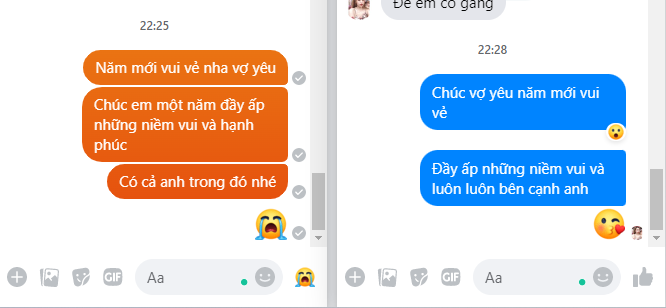 22:25
Năm mới vui vẻ nha vợ yêu
Chúc em một năm đầy ắp
những niềm vui và hạnh
phúc
Có cả anh trong đó nhé
GIF
Aa
Để em cố gắng
22:28
Chúc vợ yêu năm mới vui
vẻ
Đầy ắp những niềm vui và
luôn luôn bên cạnh anh
GIF
Aa